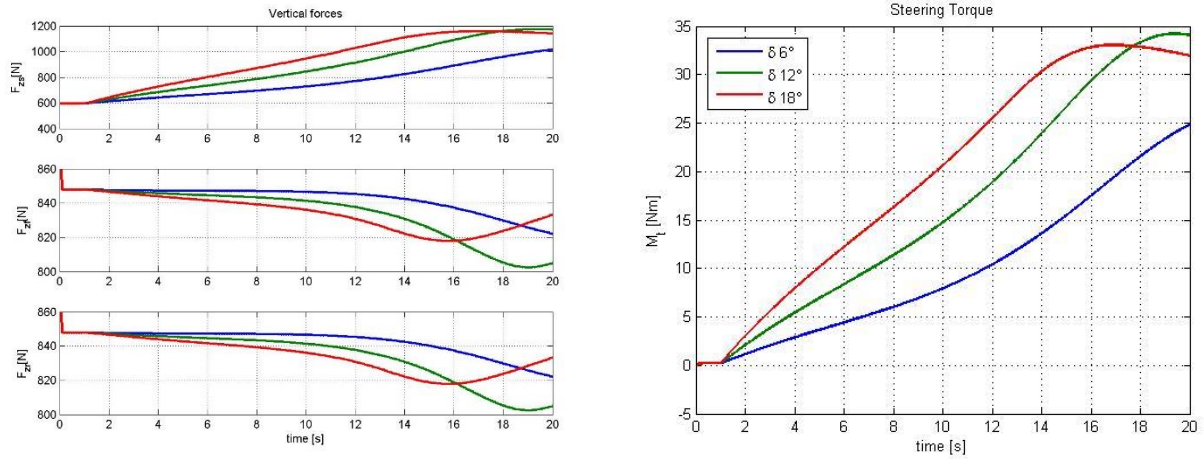 Vertical forces
1200
1000
800
600
400
Fzs[N]
0 2 4 6 8 10 12 14 16 18 20
860
840
820
800
Fzf[N]
0 2 4 6 8 10 12 14 16 18 20
860
840
820
800
Fzr[N]
0 2 4 6 8 10 12 14 16 18 20
time [s]
Steering Torque
35
30
25
20
15
10
5
0
-5
Mt [Nm]
δ 6°
δ 12°
δ 18°
0 2 4 6 8 10 12 14 16 18 20
time [s]